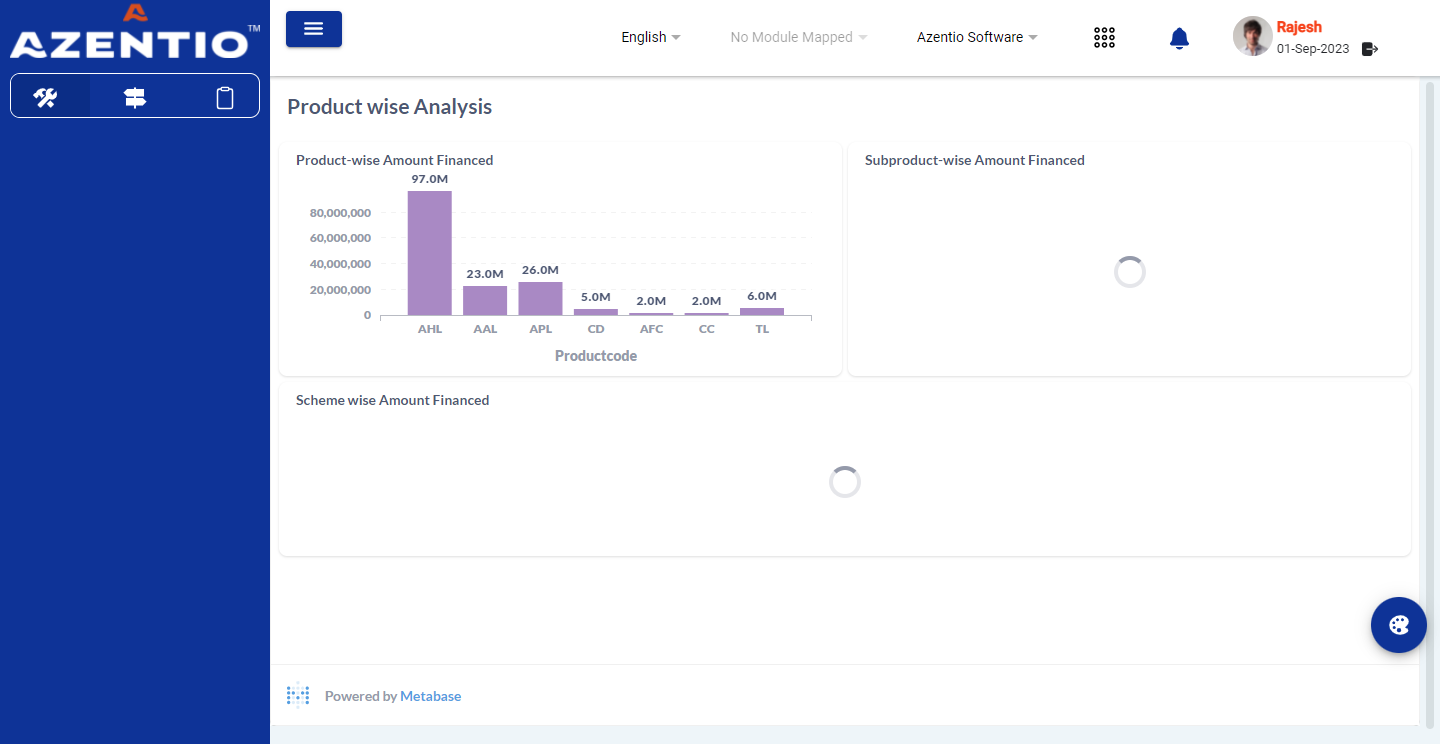 AZENTIO™
English
No Module Mapped
Azentio Software
Rajesh
01-Sep-2023
Product wise Analysis
Product-wise Amount Financed
97.0M
80,000,000
60,000,000
40,000,000
20,000,000
0
23.0M
26.0M
5.0M
2.0M
2.0M
6.0M
AHL AAL APL CD AFC CC TL
Productcode
Subproduct-wise Amount Financed
Scheme wise Amount Financed
Powered by Metabase